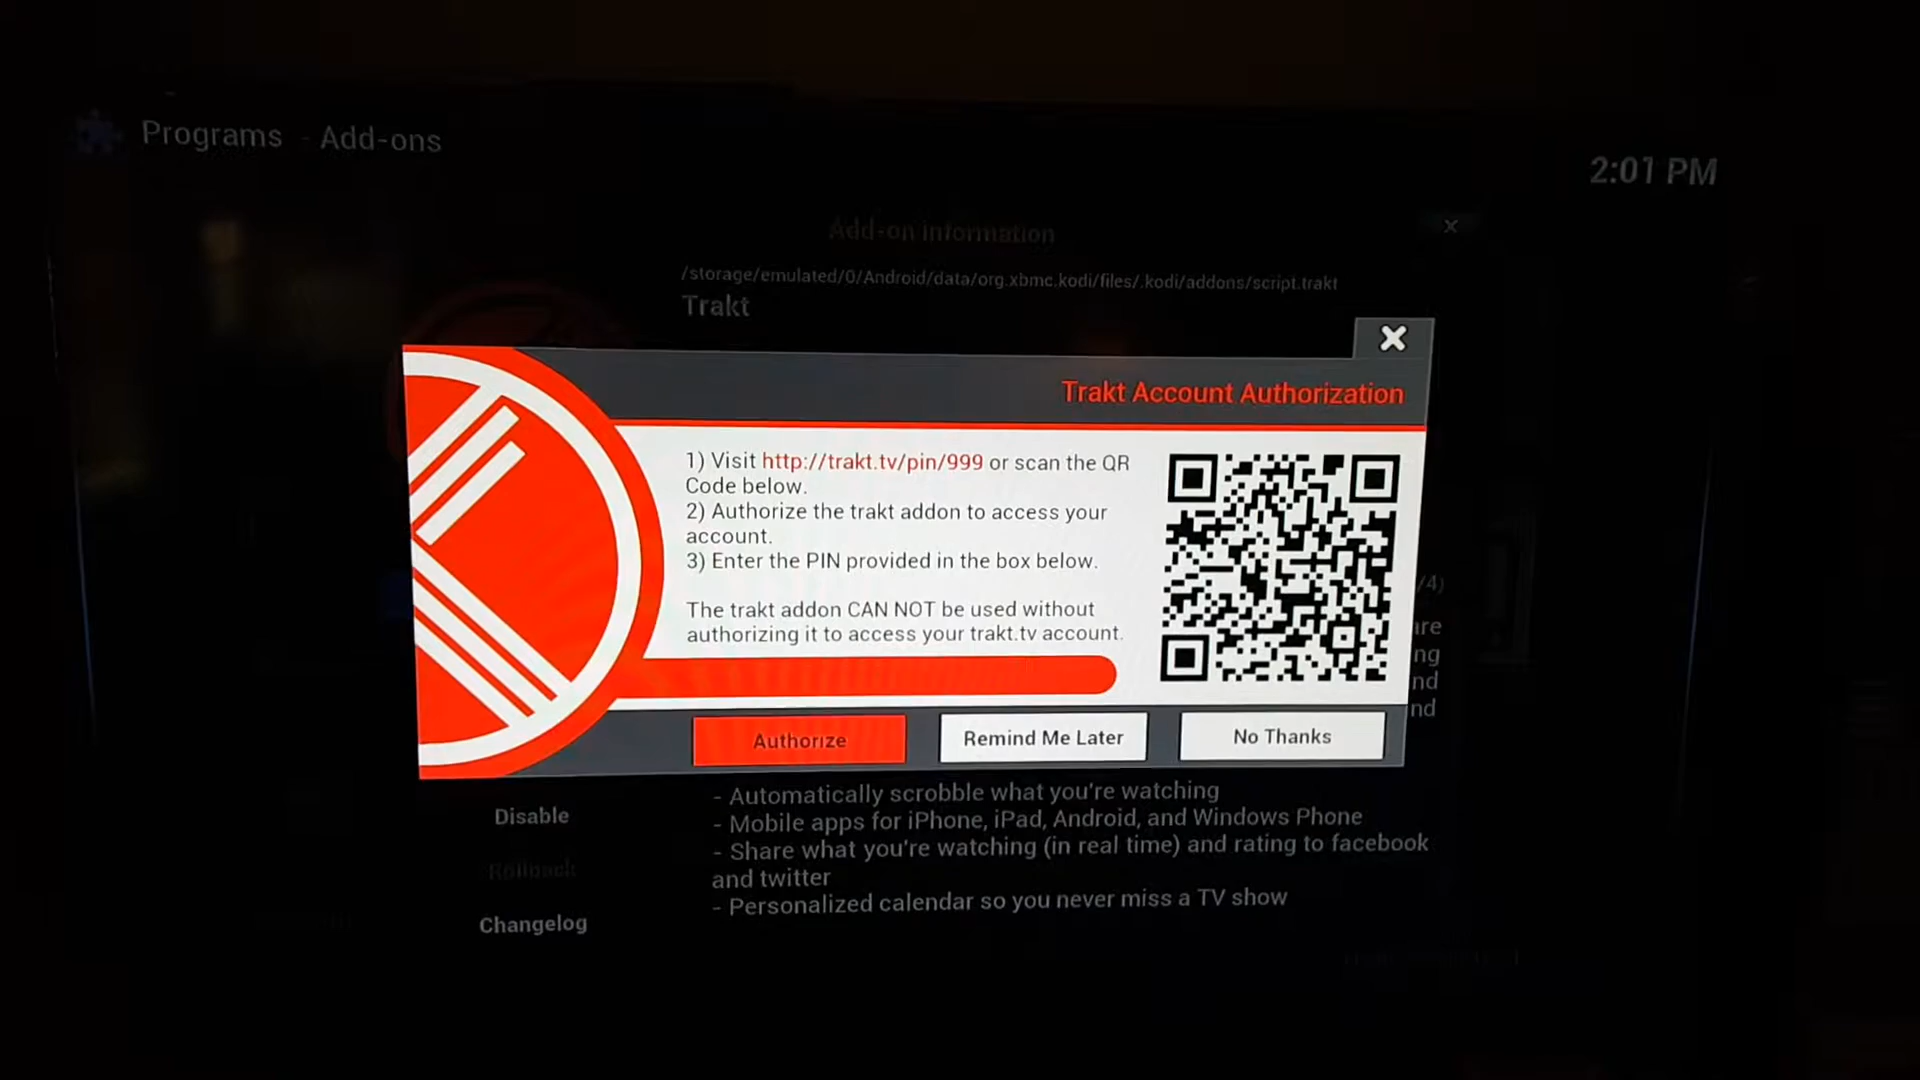 Programs - Add-ons
2:01 PM
Add-on information
/storage/emulated/0/Android/data/org.xbmc.kodi/files/.kodi/addons/script.trakt
Trakt
Trakt Account Authorization
1) Visit http://trakt.tv/pin/999 or scan the QR
Code below.
2) Authorize the trakt addon to access your
account.
3) Enter the PIN provided in the box below.
The trakt addon CAN NOT be used without
authorizing it to access your trakt.tv account.
/4)
are
ng
nd
nd
Authorize
Remind Me Later
No Thanks
- Automatically scrobble what you're watching
Disable
- Mobile apps for iPhone, iPad, Android, and Windows Phone
- Share what you're watching (in real time) and rating to facebook
Rollback
and twitter
- Personalized calendar so you never miss a TV show
Changelog